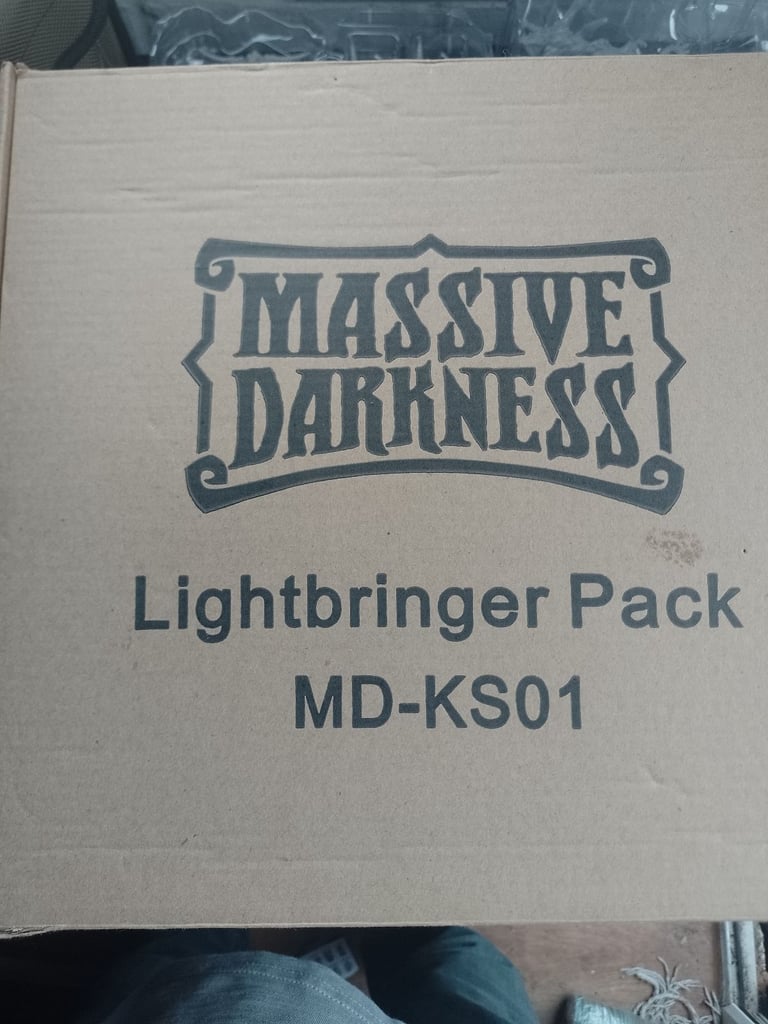 MASSIVE
DARKNESS
Lightbringer Pack
MD-KS01